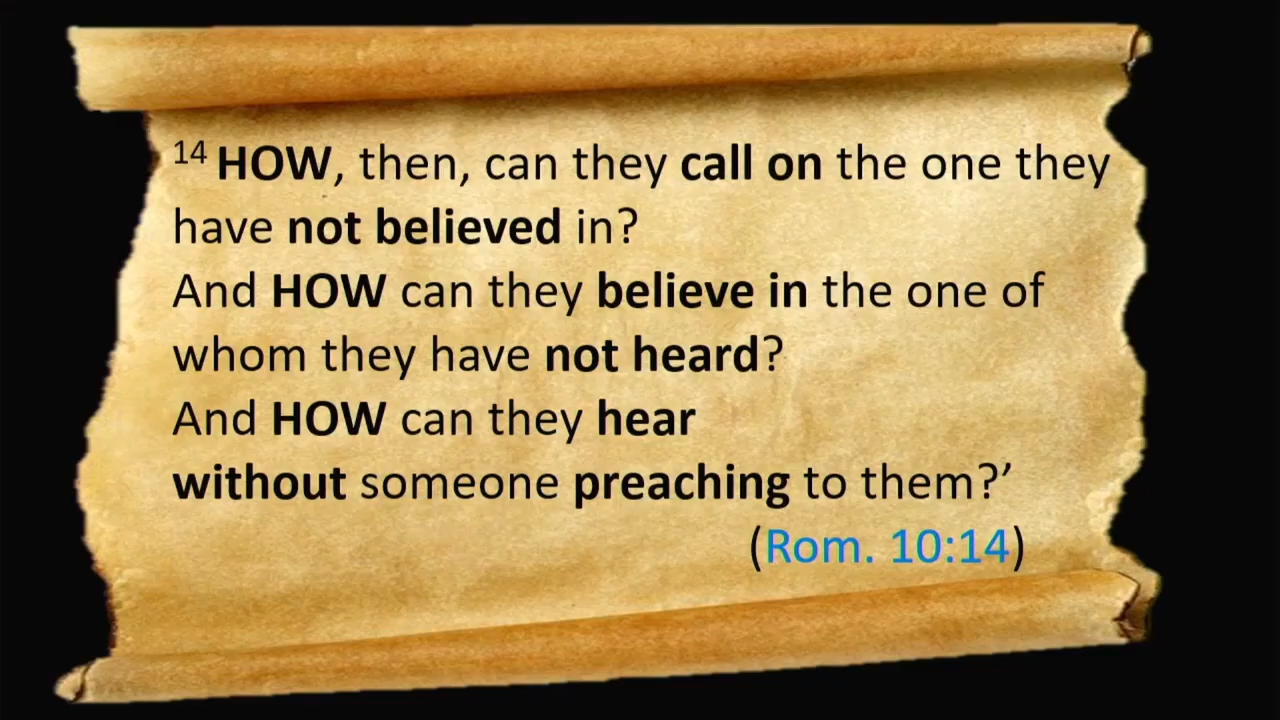 14 HOW, then, can they call on the one they
have not believed in?
And HOW can they believe in the one of
whom they have not heard?
And HOW can they hear
without someone preaching to them?’
(Rom. 10:14)